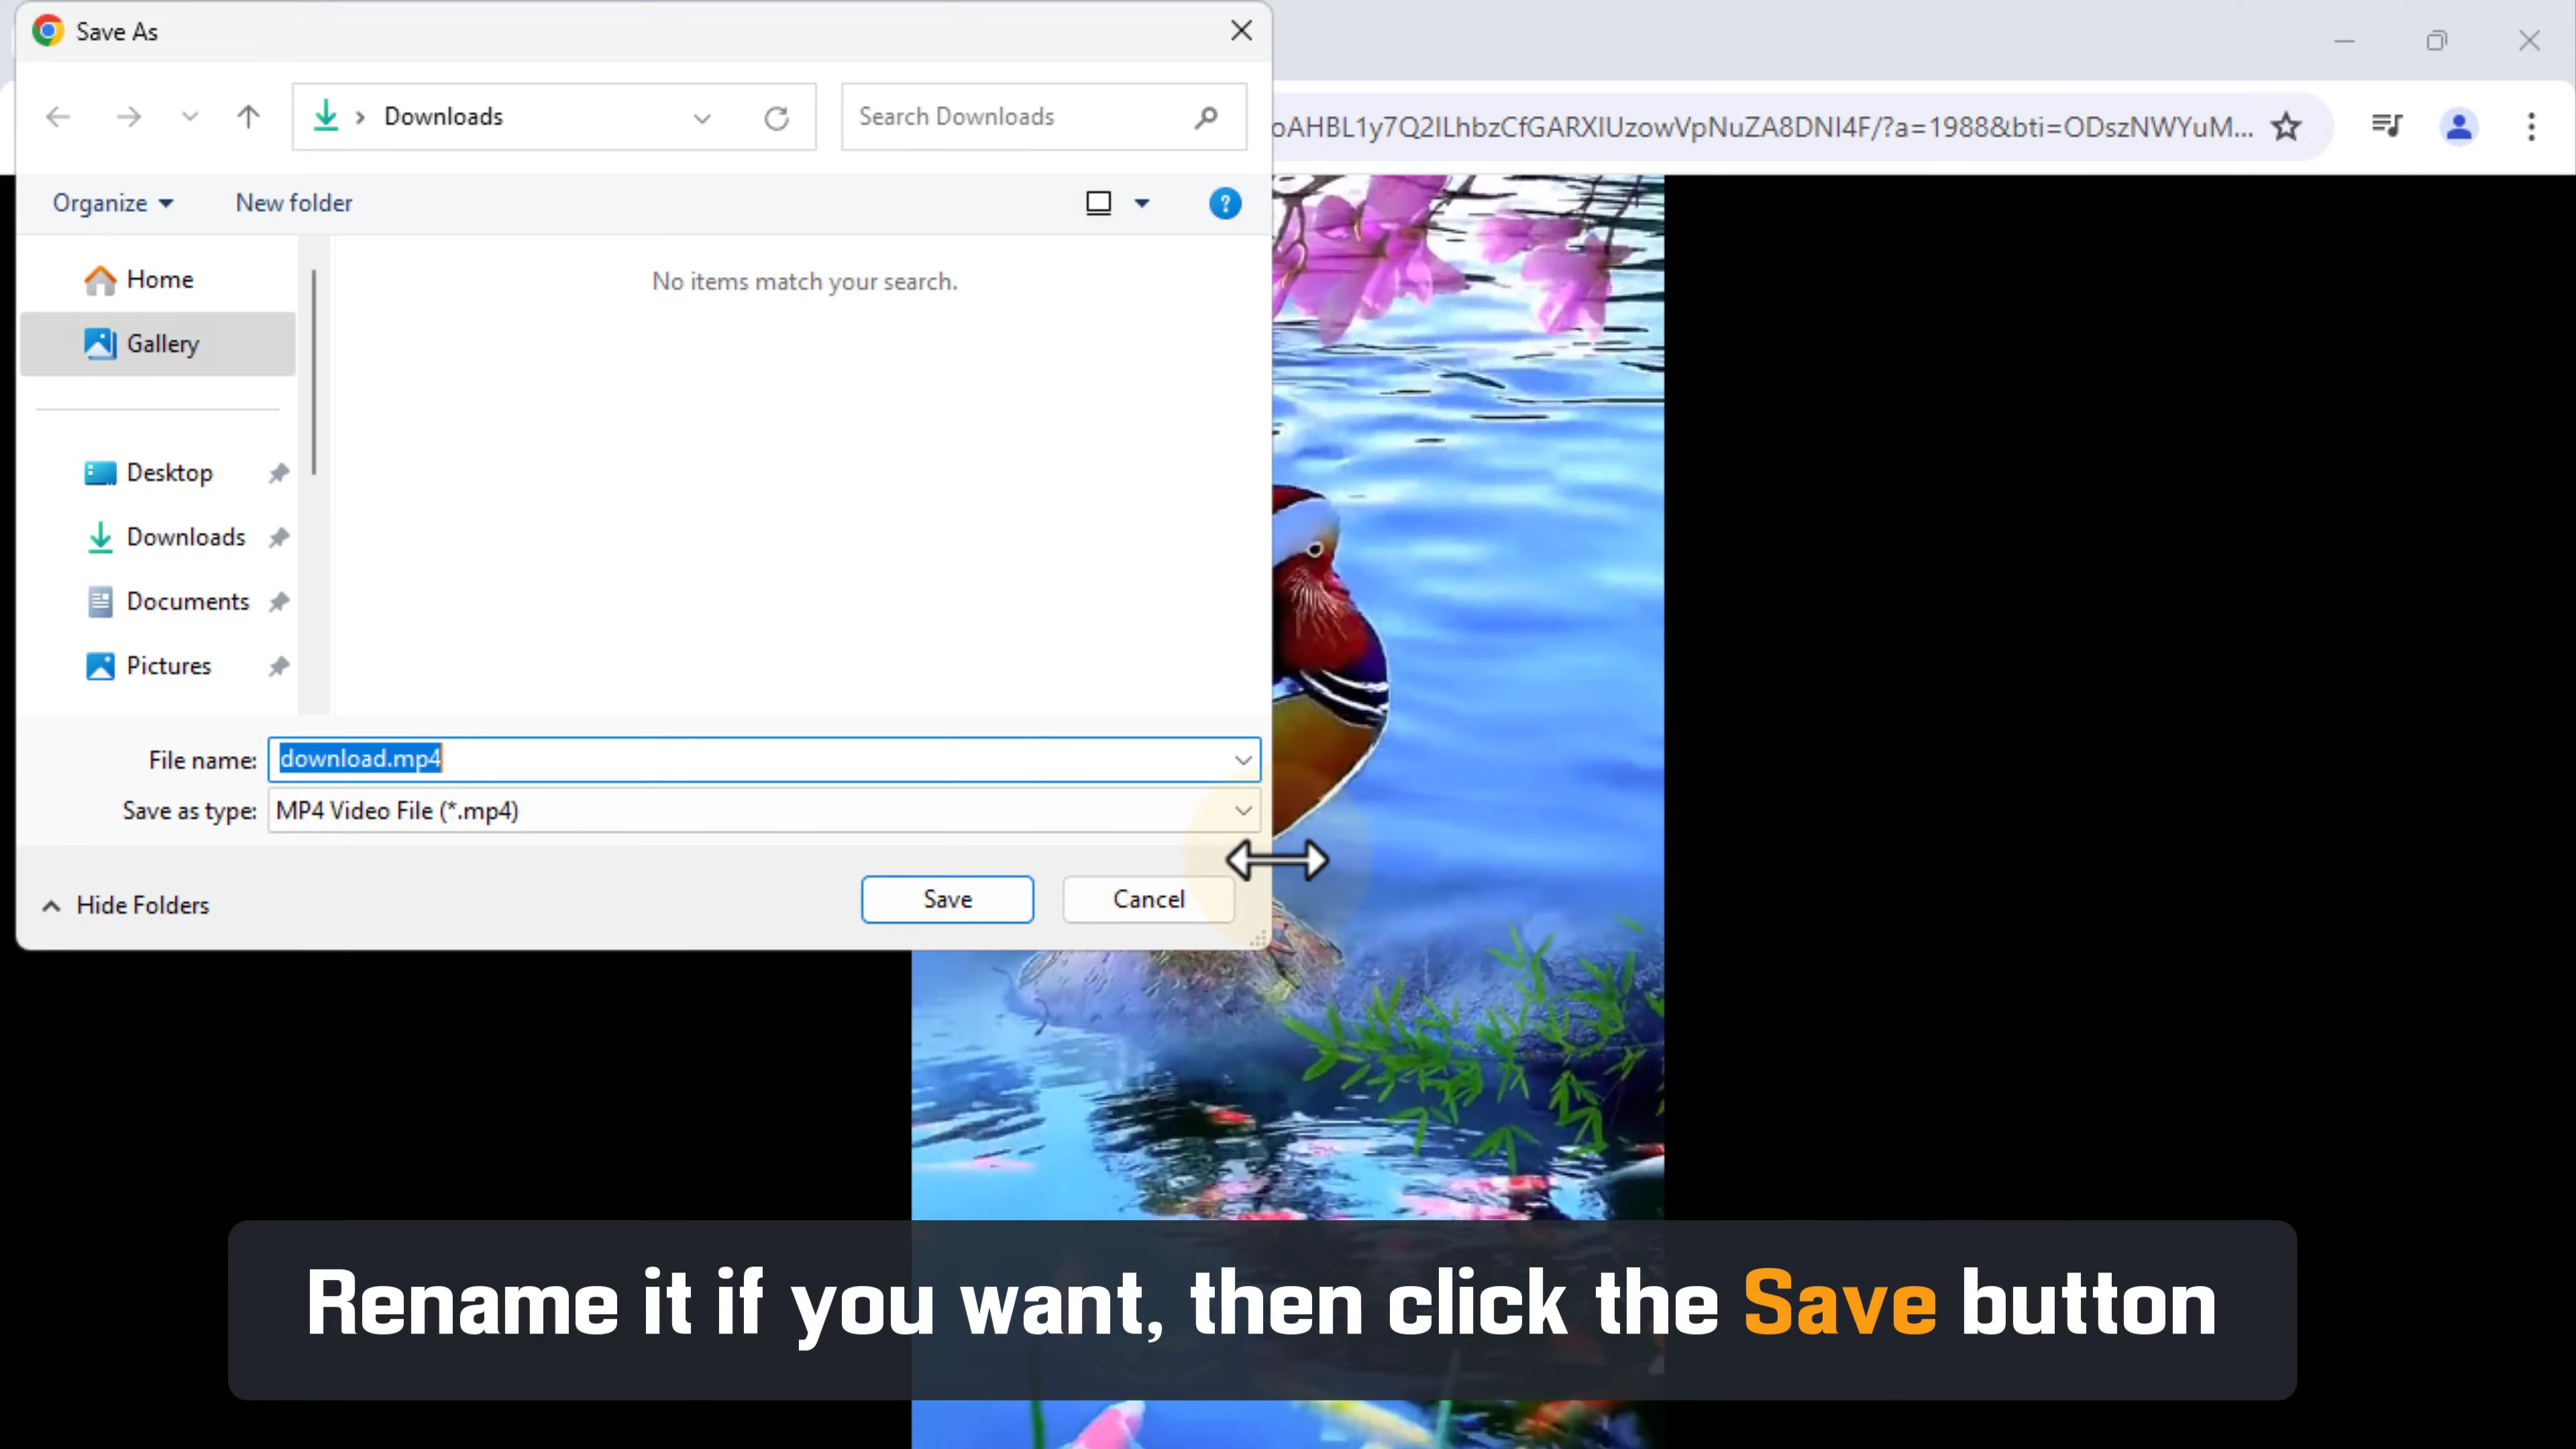 Save As
Downloads
Search Downloads
oAHBL1y7Q2ILhbzCfGARXIUzowVpNuZA8DNI4F/?a=1988&bti=ODszNWYuM...
Organize
New folder
?
Home
Gallery
No items match your search.
Desktop
Downloads
Documents
Pictures
File name:
download.mp4
Save as type:
MP4 Video File (*.mp4)
Hide Folders
Save
Cancel
Rename it if you want, then click the Save button